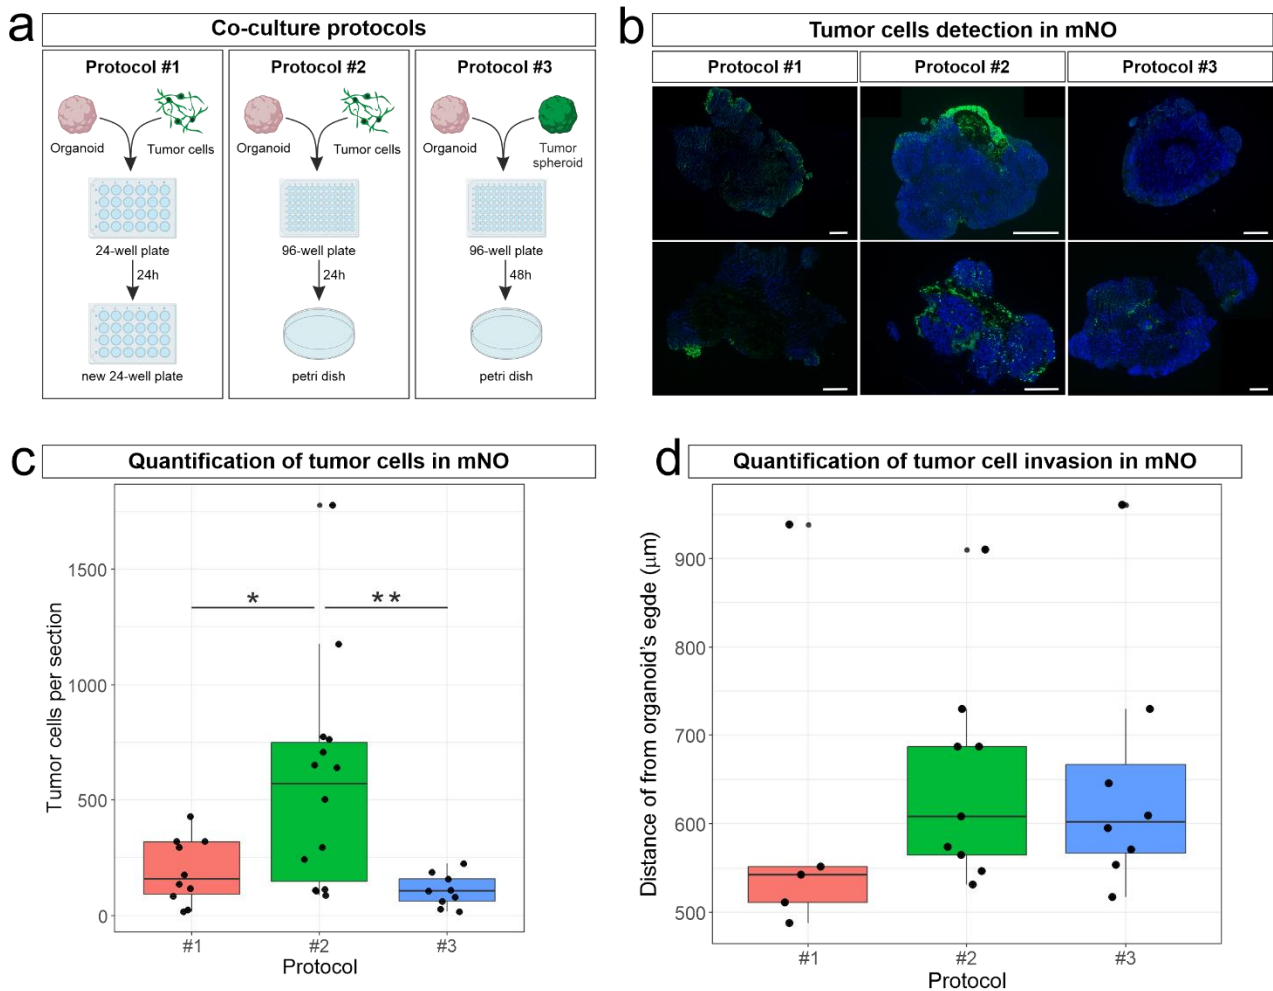 a
Co-culture protocols
Protocol #1
Protocol #2
Protocol #3
Organoid
Tumor cells
Organoid
Tumor cells
Organoid
Tumor
spheroid
24-well plate
96-well plate
96-well plate
24h
24h
48h
new 24-well plate
petri dish
petri dish
b
Tumor cells detection in mNO
Protocol #1
Protocol #2
Protocol #3
c
Quantification of tumor cells in mNO
Tumor cells per section
1500
1000
500
0
*
**
#1
#2
#3
Protocol
d
Quantification of tumor cell invasion in mNO
Distance of from organoid's egde (μm)
900
800
700
600
500
#1
#2
#3
Protocol